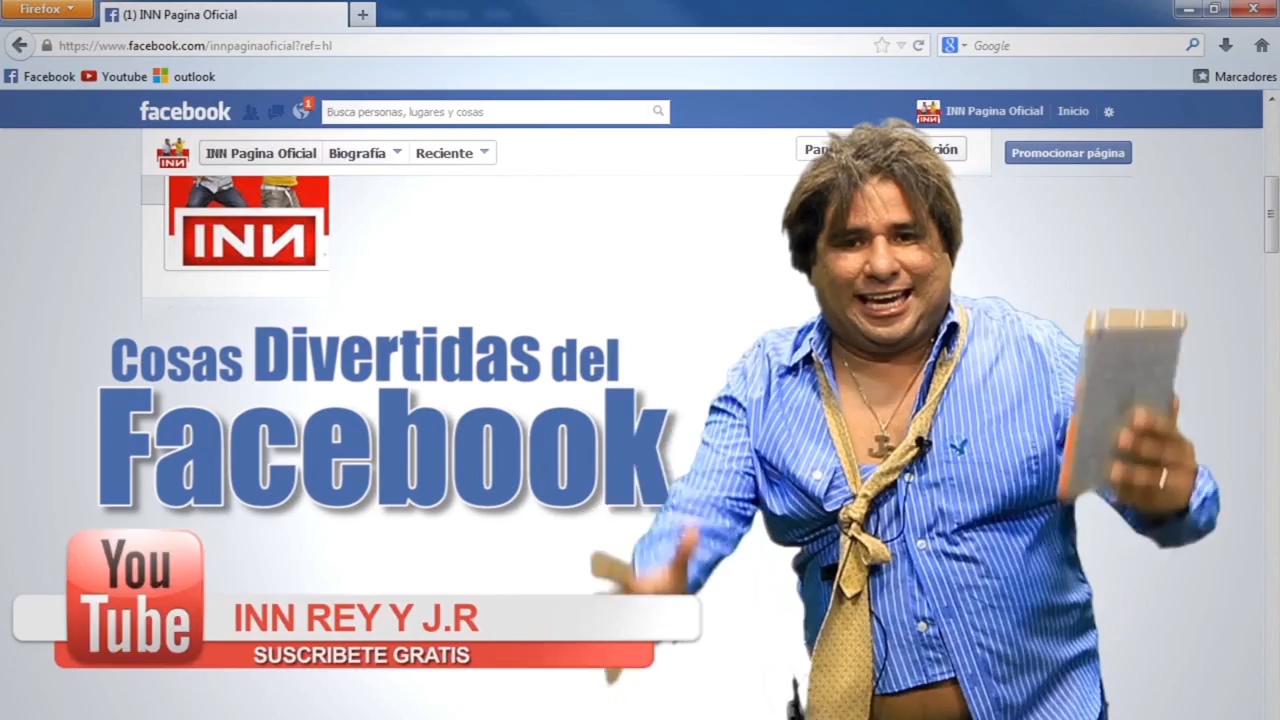 Firefox
(1) INN Pagina Oficial
https://www.facebook.com/innpaginaoficial?ref=hl
Google
Facebook Youtube outlook
Marcadores
facebook
1
Busca personas, lugares y cosas
INN Pagina Oficial Inicio
INN
INN Pagina Oficial Biografía Reciente
Promocionar página
INN
Cosas Divertidas del
Facebook
You
Tube
INN REY Y J.R
SUSCRIBETE GRATIS